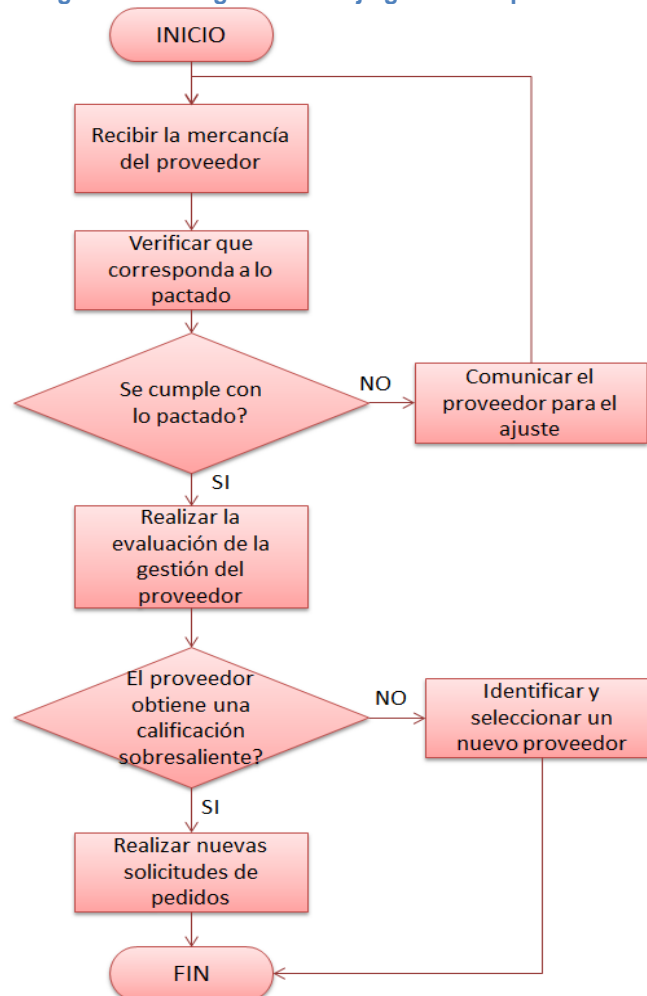 INICIO
Recibir la mercancía
del proveedor
Verificar que
corresponda a lo
pactado
Se cumple con
lo pactado?
NO
Comunicar el
proveedor para el
ajuste
SI
Realizar la
evaluación de la
gestión del
proveedor
El proveedor
obtiene una
calificación
sobresaliente?
NO
Identificar y
seleccionar un
nuevo proveedor
SI
Realizar nuevas
solicitudes de
pedidos
FIN